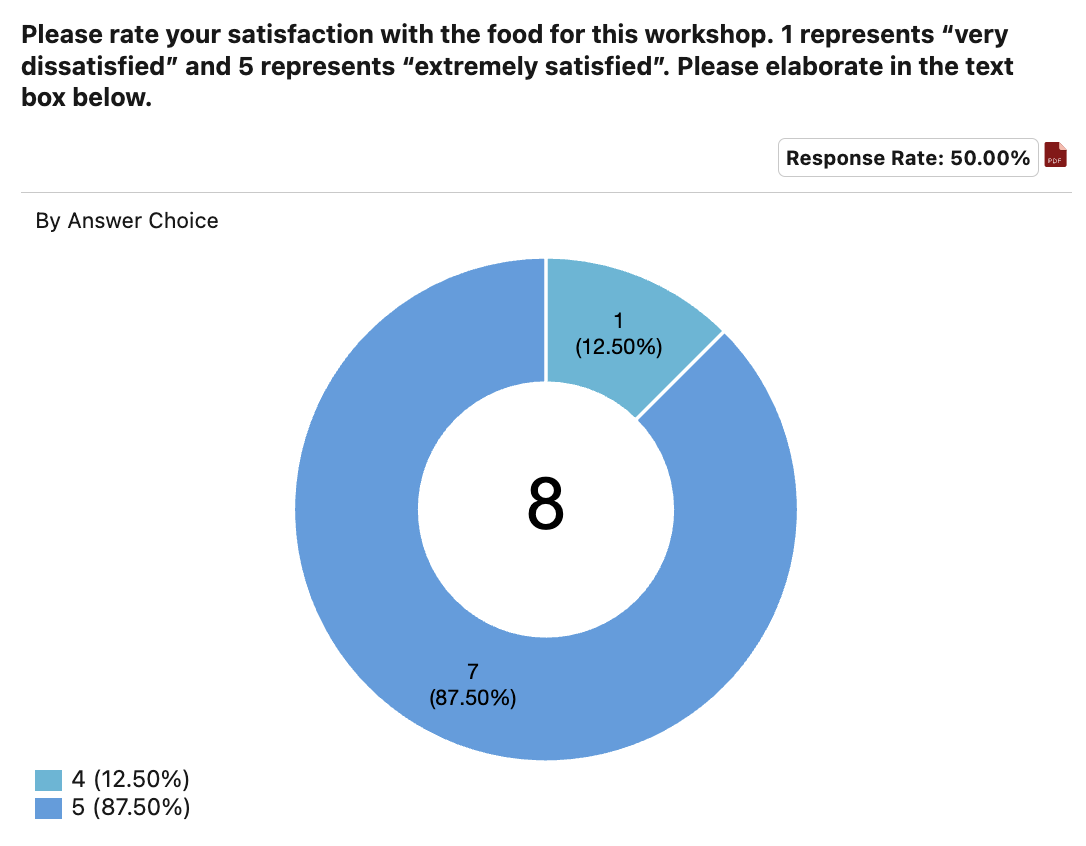 Please rate your satisfaction with the food for this workshop. 1 represents “very
dissatisfied” and 5 represents “extremely satisfied”. Please elaborate in the text
box below.
Response Rate: 50.00%
PDF
By Answer Choice
1
(12.50%)
8
7
(87.50%)
4 (12.50%)
5 (87.50%)